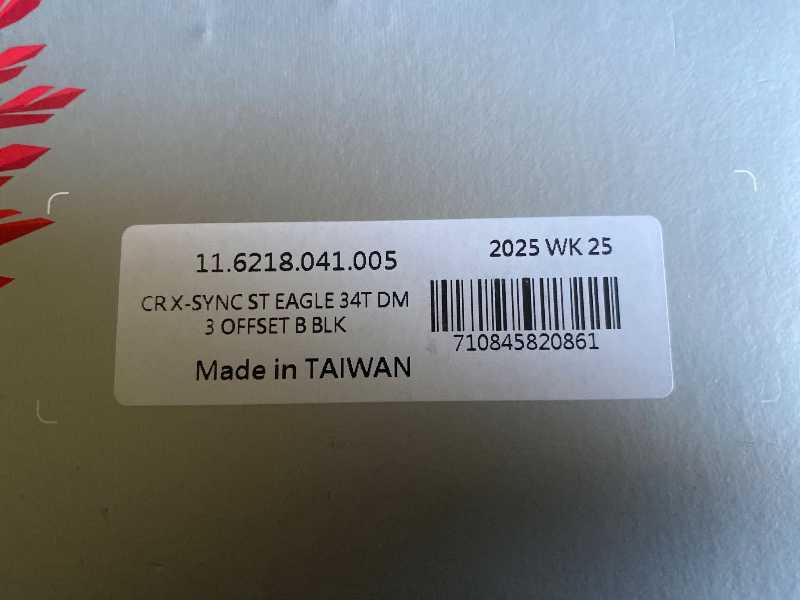 11.6218.041.005
2025 WK 25
CR X-SYNC ST EAGLE 34T DM
3 OFFSET B BLK
710845820861
Made in TAIWAN